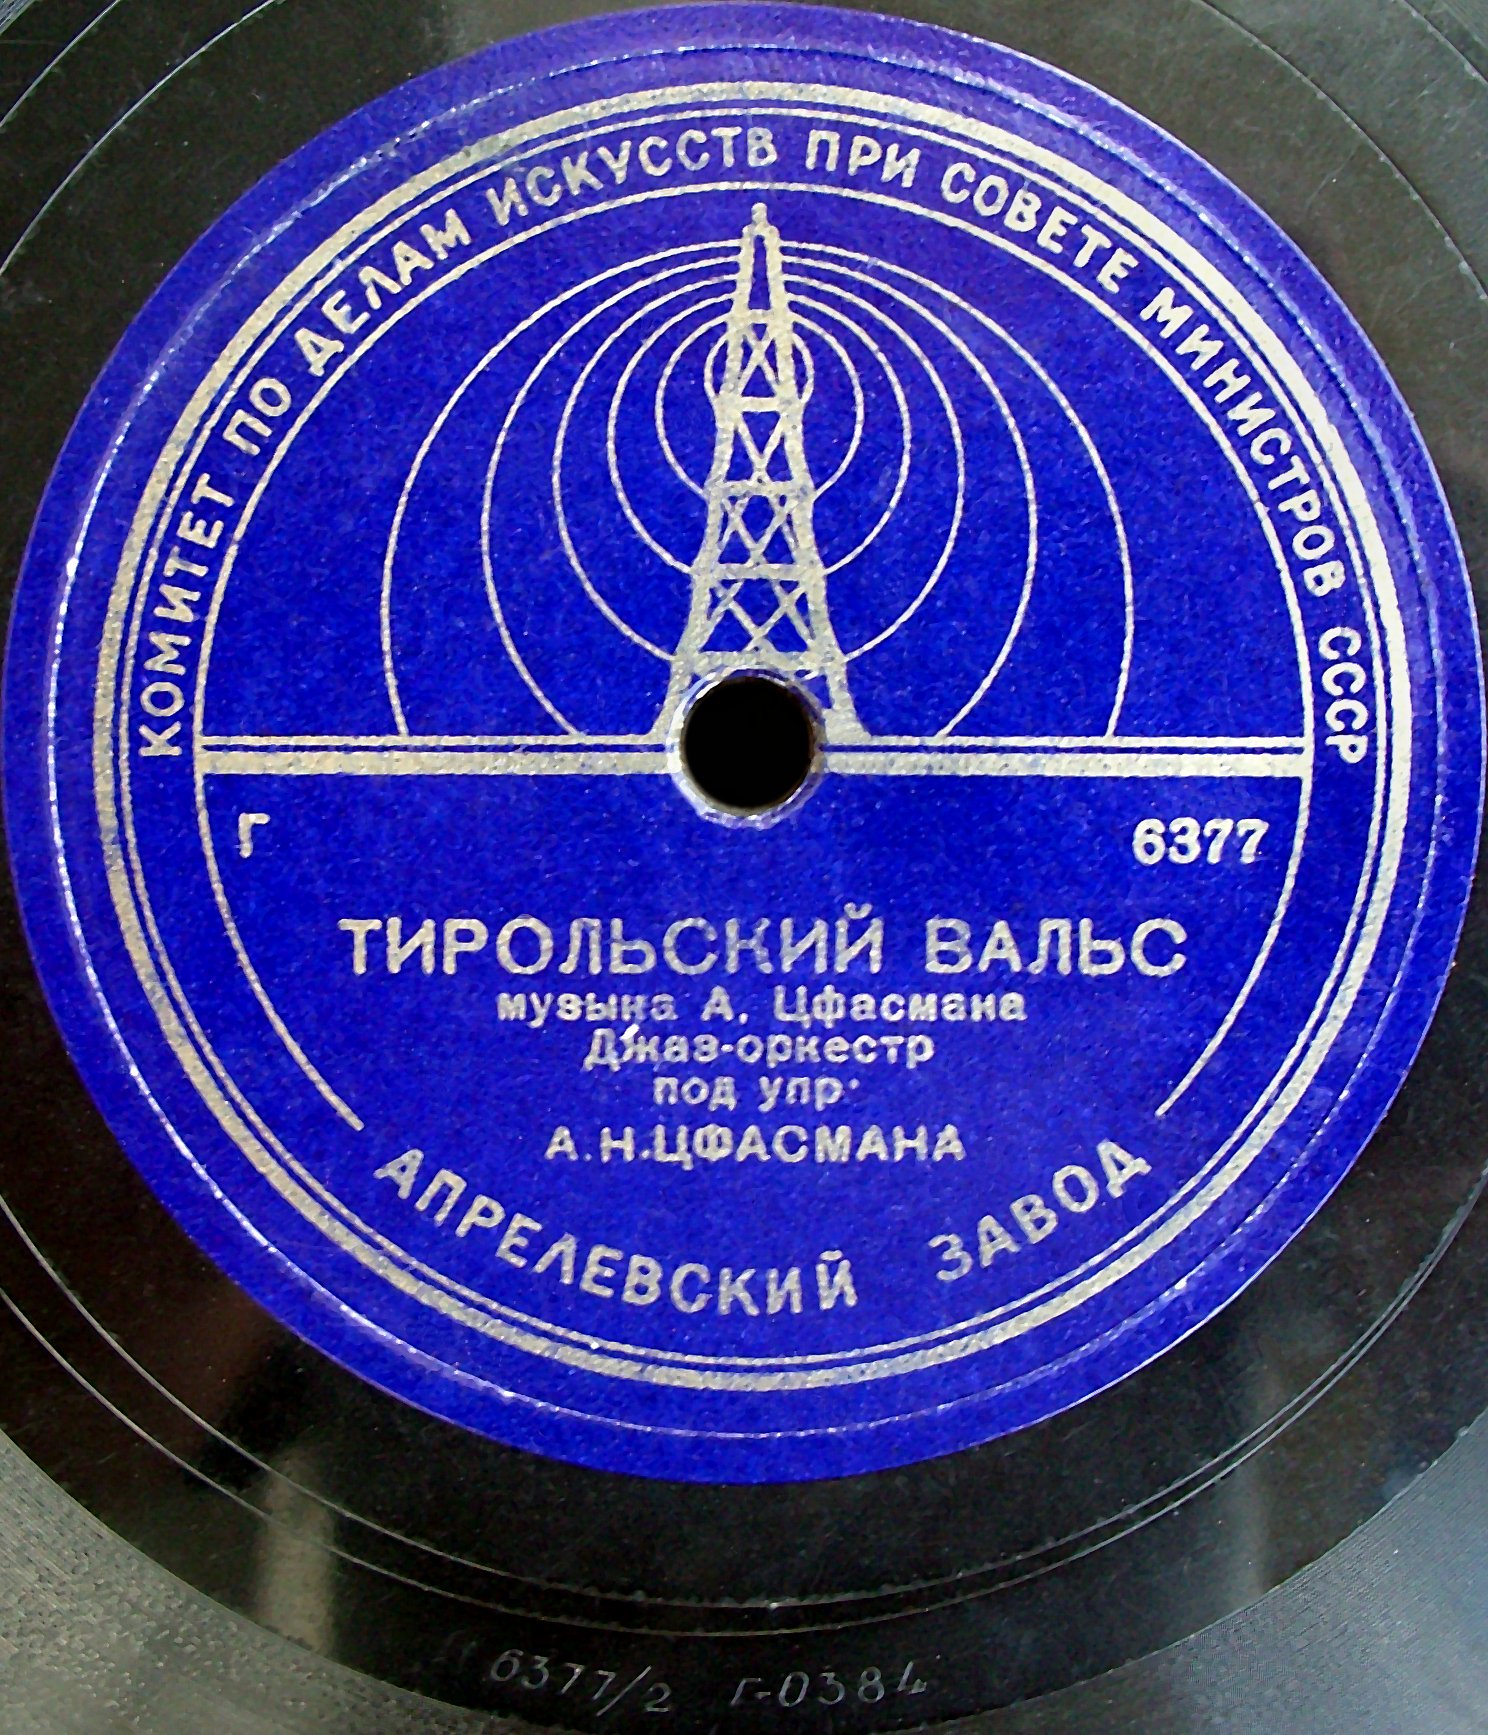 КОМИТЕТ ПО ДЕЛАМ ИСКУССТВ ПРИ СОВЕТЕ МИНИСТРОВ СССР
Г 6377
ТИРОЛЬСКИЙ ВАЛЬС
музыка А. Цфасмана
Джаз-оркестр
под упр.
А.Н.ЦФАСМАНА
АПРЕЛЕВСКИЙ ЗАВОД
6377/2 Г-0384